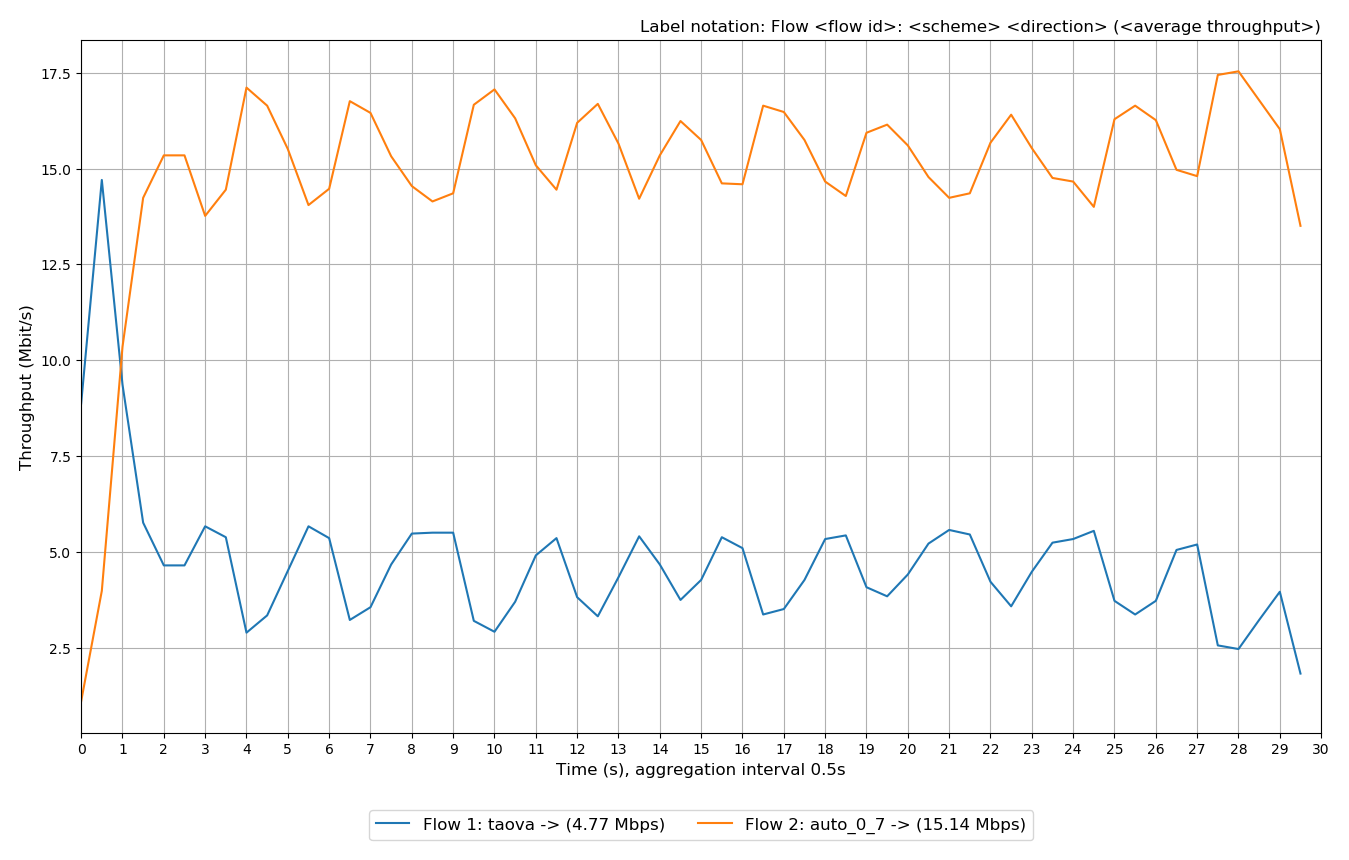 Label notation: Flow <flow id>: <scheme> <direction> (<average throughput>)
17.5
15.0
12.5
10.0
7.5
5.0
2.5
Throughput (Mbit/s)
0 1 2 3 4 5 6 7 8 9 10 11 12 13 14 15 16 17 18 19 20 21 22 23 24 25 26 27 28 29 30
Time (s), aggregation interval 0.5s
Flow 1: taova -> (4.77 Mbps) Flow 2: auto_0_7 -> (15.14 Mbps)